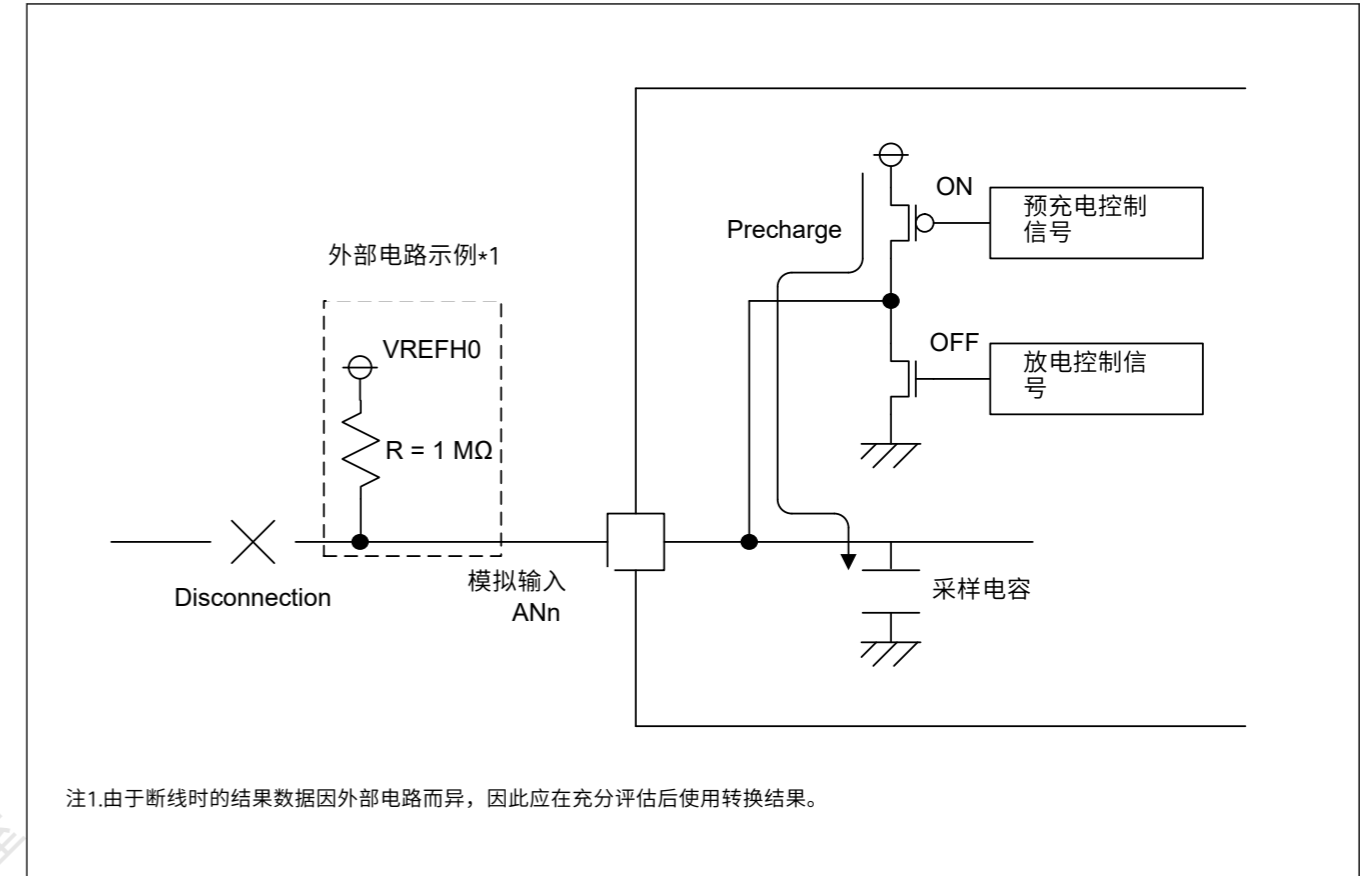 ON
预充电控制
信号
Precharge
外部电路示例*1
VREFH0
OFF
放电控制信
号
R = 1 MΩ
模拟输入
ANn
Disconnection
采样电容
注1.由于断线时的结果数据因外部电路而异，因此应在充分评估后使用转换结果。